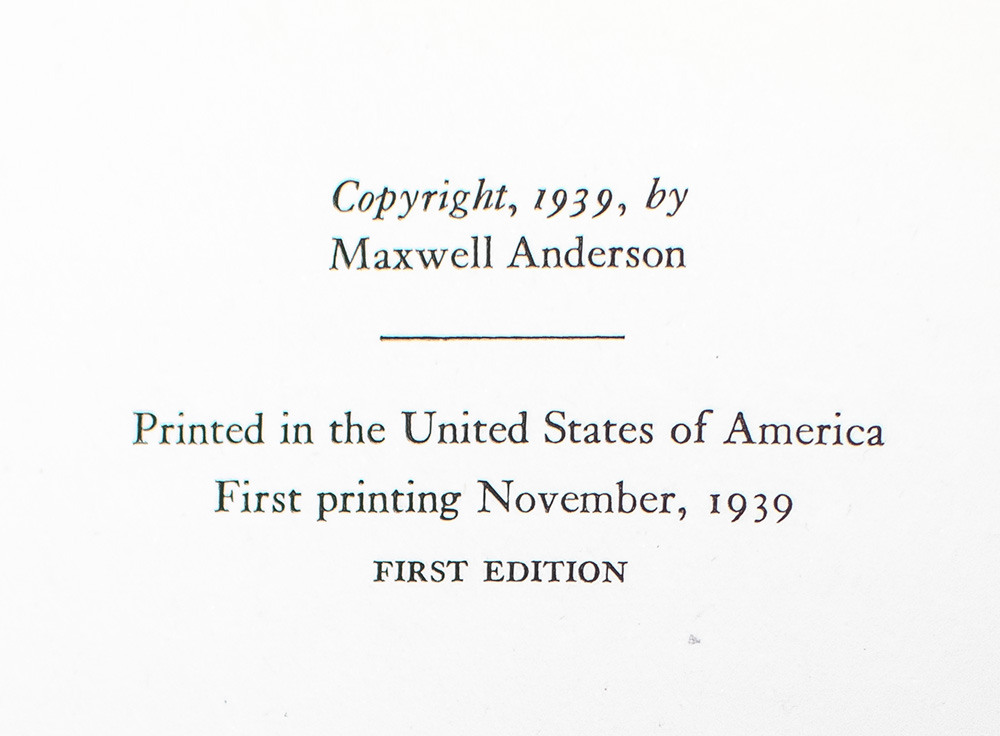 Copyright, 1939, by
Maxwell Anderson
Printed in the United States of America
First printing November, 1939
FIRST EDITION